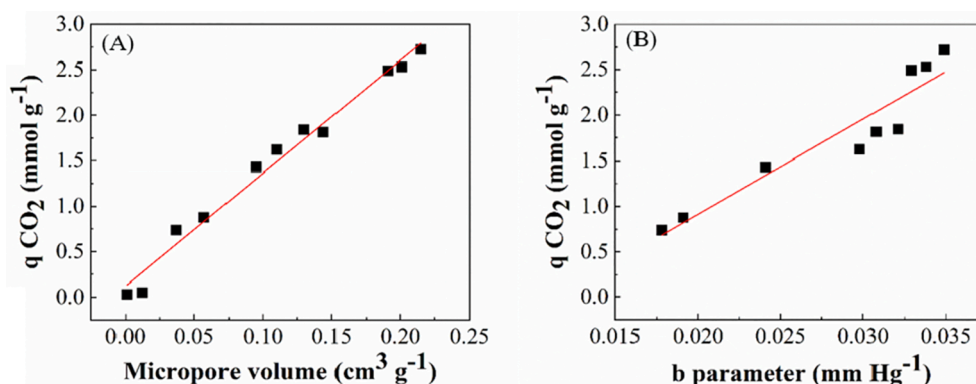 (A)
q CO₂ (mmol g⁻¹)
3.0
2.5
2.0
1.5
1.0
0.5
0.0
0.00 0.05 0.10 0.15 0.20 0.25
Micropore volume (cm³ g⁻¹)
(B)
q CO₂ (mmol g⁻¹)
3.0
2.5
2.0
1.5
1.0
0.5
0.0
0.015 0.020 0.025 0.030 0.035
b parameter (mm Hg⁻¹)